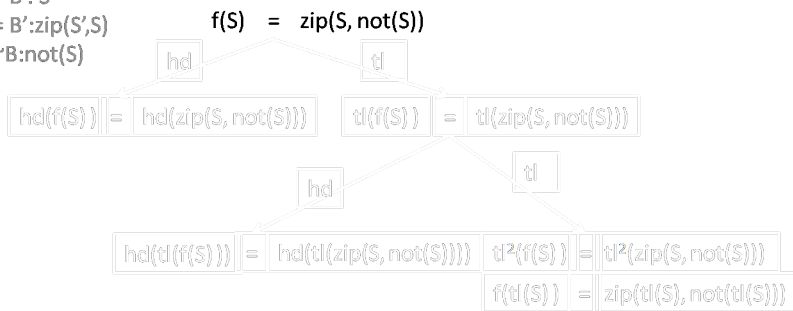 B : S
= B':zip(S',S)
~B:not(S)
f(S) = zip(S, not(S))
hd tl
hd(f(S)) = hd(zip(S, not(S))) tl(f(S)) = tl(zip(S, not(S)))
hd tl
hd(tl(f(S))) = hd(tl(zip(S, not(S)))) tl²(f(S)) = tl²(zip(S, not(S)))
f(tl(S)) = zip(tl(S), not(tl(S)))